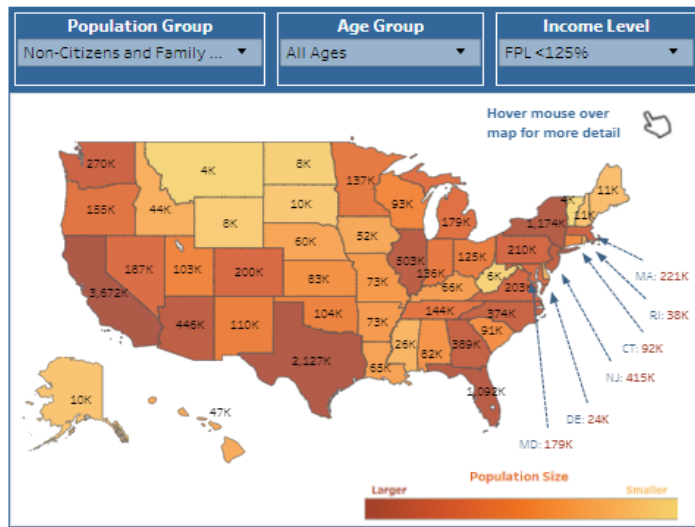 Population Group
Age Group
Income Level
Non-Citizens and Family ...
All Ages
FPL <125%
Hover mouse over
map for more detail
270K
4K
8K
137K
4K
11K
155K
44K
8K
10K
93K
179K
1,174K
11K
187K
103K
200K
60K
52K
503K
136K
125K
210K
MA: 221K
3,672K
83K
73K
66K
6K
203K
RI: 38K
446K
110K
104K
73K
144K
374K
CT: 92K
2,127K
65K
26K
82K
389K
91K
NJ: 415K
10K
47K
1,092K
DE: 24K
MD: 179K
Population Size
Larger
Smaller